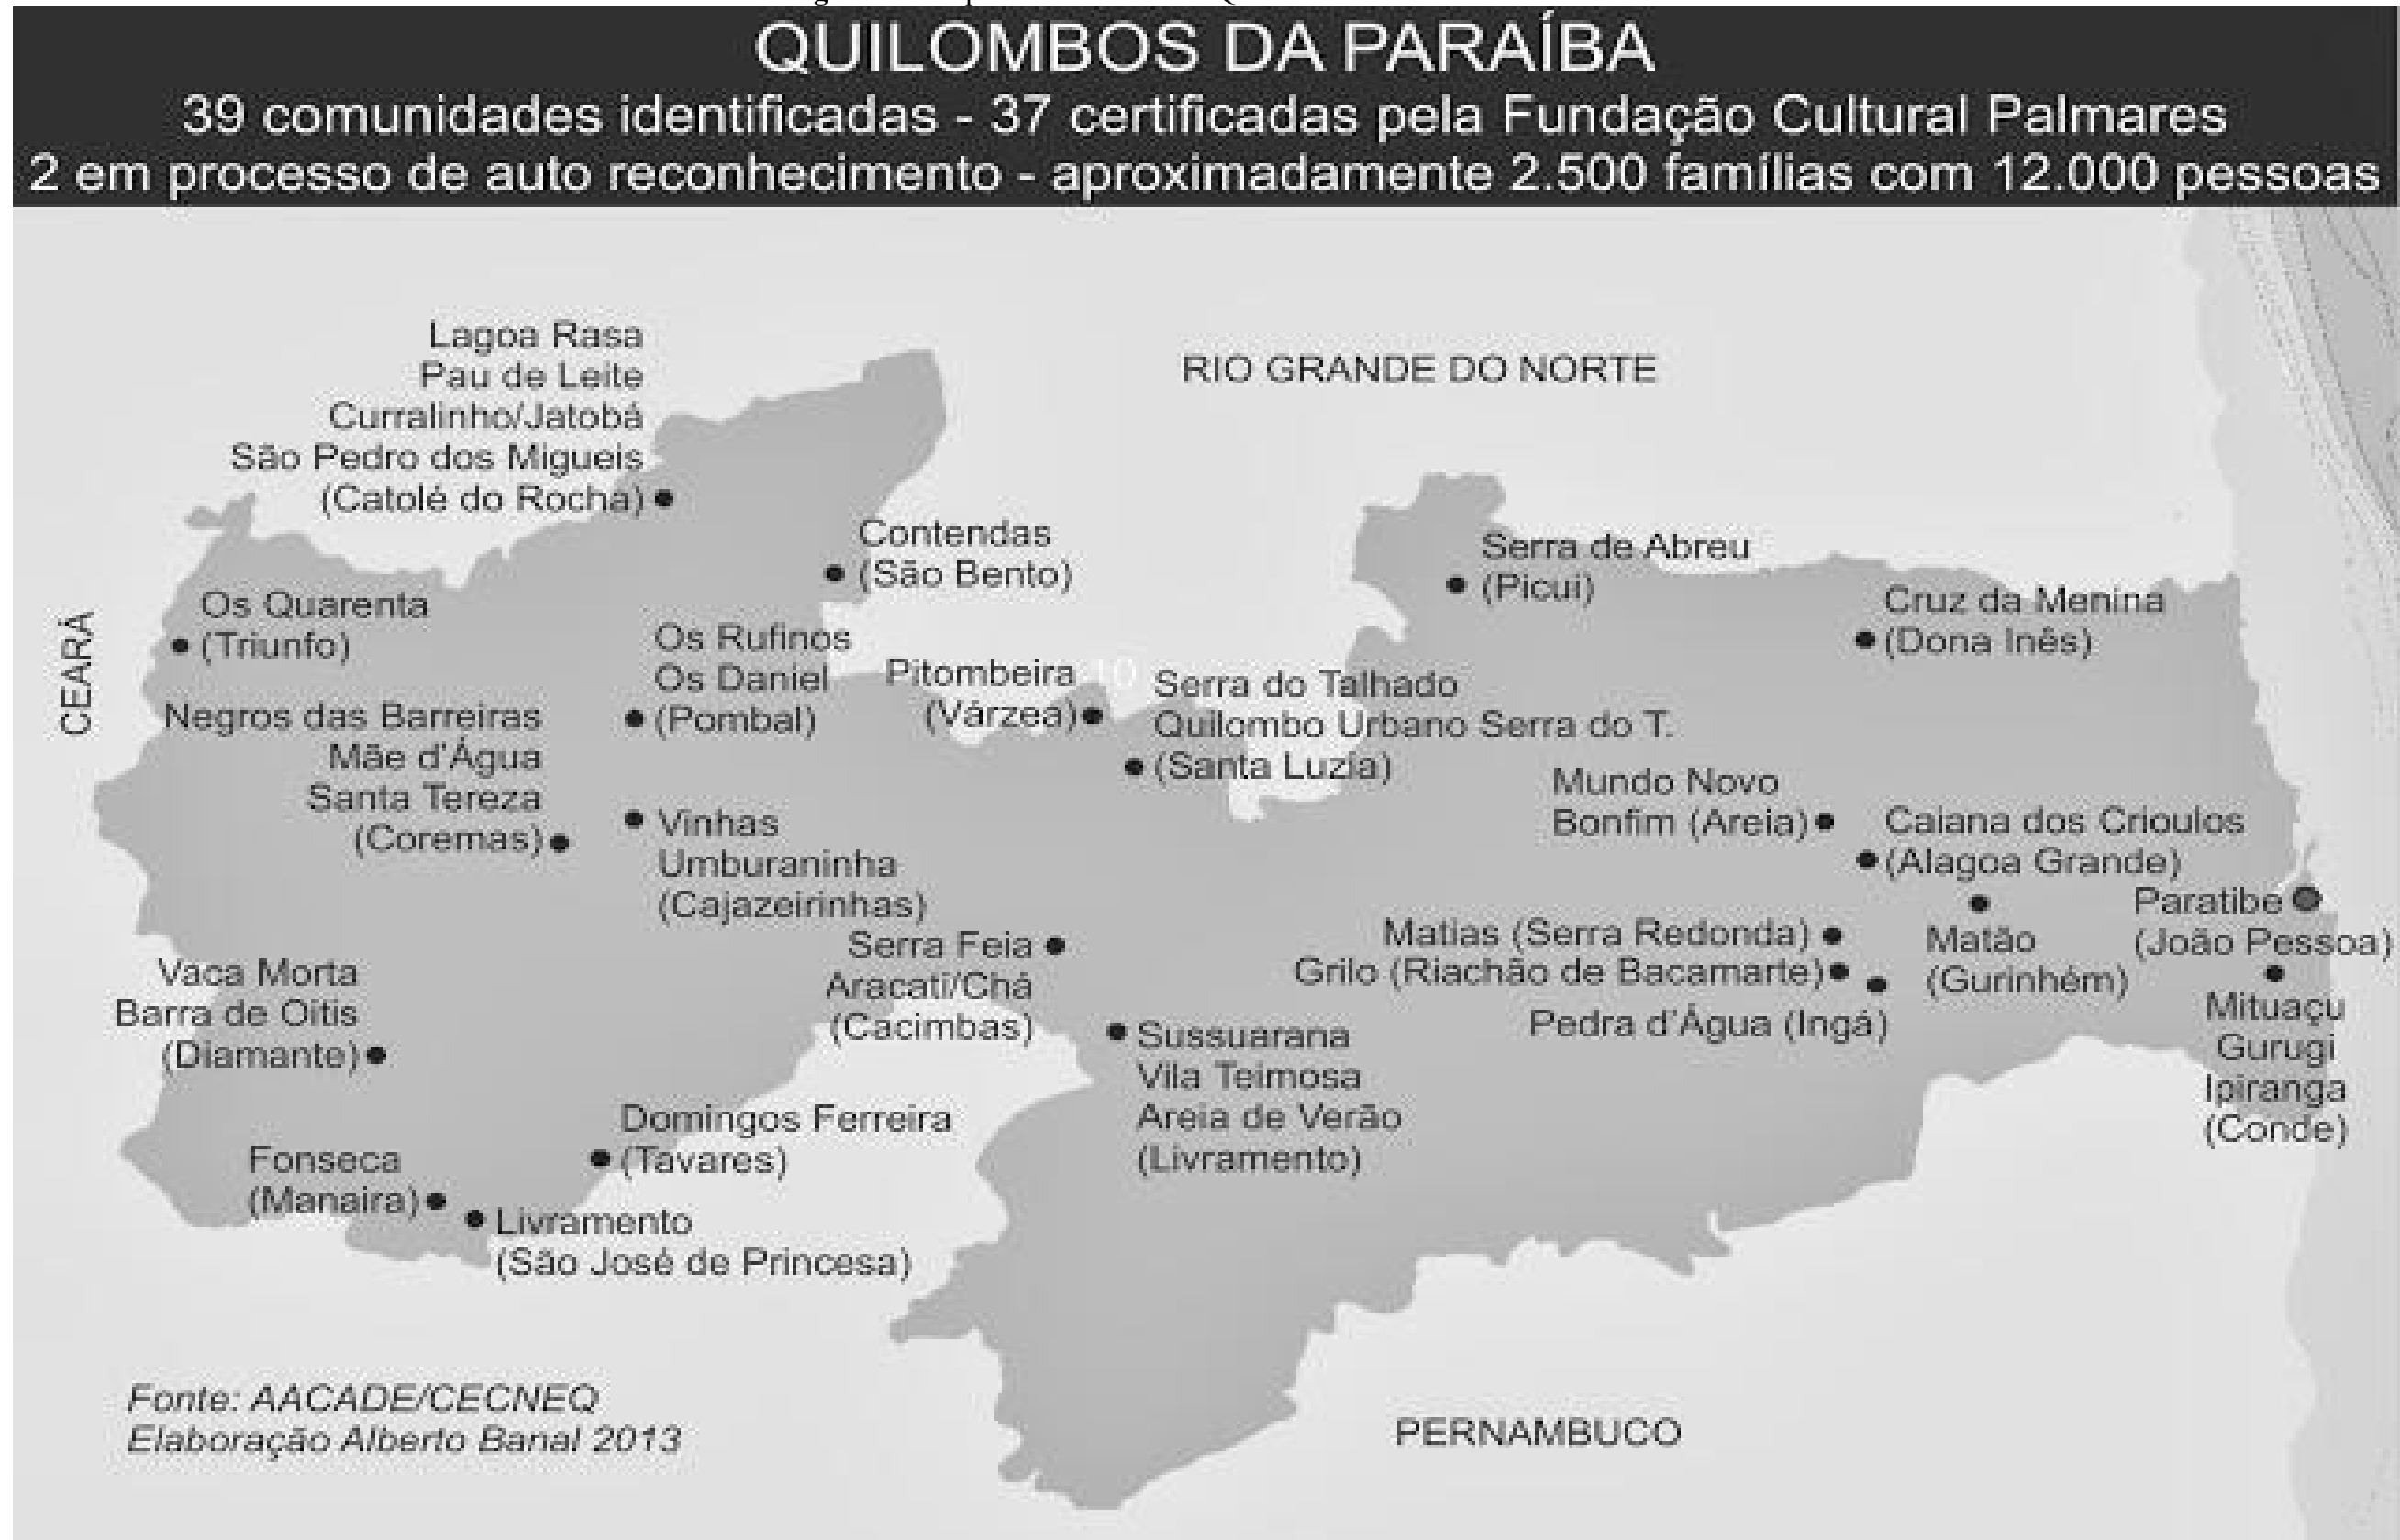 QUILOMBOS DA PARAÍBA
39 comunidades identificadas - 37 certificadas pela Fundação Cultural Palmares
2 em processo de auto reconhecimento - aproximadamente 2.500 famílias com 12.000 pessoas
Lagoa Rasa
Pau de Leite
Curralinho/Jatobá
São Pedro dos Migueis
(Catolé do Rocha)
RIO GRANDE DO NORTE
Contendas
(São Bento)
Serra de Abreu
(Picui)
Cruz da Menina
(Dona Inês)
CEARÁ
Os Quarenta
(Triunfo)
Os Rufinos
Os Daniel
(Pombal)
Pitombeira
(Várzea)
10
Serra do Talhado
Quilombo Urbano Serra do T.
(Santa Luzia)
Negros das Barreiras
Mãe d'Água
Santa Tereza
(Coremas)
Vinhas
Umburaninha
(Cajazeirinhas)
Mundo Novo
Bonfim (Areia)
Caiana dos Crioulos
(Alagoa Grande)
Paratibe
(João Pessoa)
Matias (Serra Redonda)
Grilo (Riachão de Bacamarte)
Matão
(Gurinhém)
Pedra d'Água (Ingá)
Mituaçu
Gurugi
Ipiranga
(Conde)
Serra Feia
Aracati/Chá
(Cacimbas)
Vaca Morta
Barra de Oitis
(Diamante)
Sussuarana
Vila Teimosa
Areia de Verão
(Livramento)
Domingos Ferreira
(Tavares)
Fonseca
(Manaira)
Livramento
(São José de Princesa)
Fonte: AACADE/CECNEQ
Elaboração Alberto Banal 2013
PERNAMBUCO